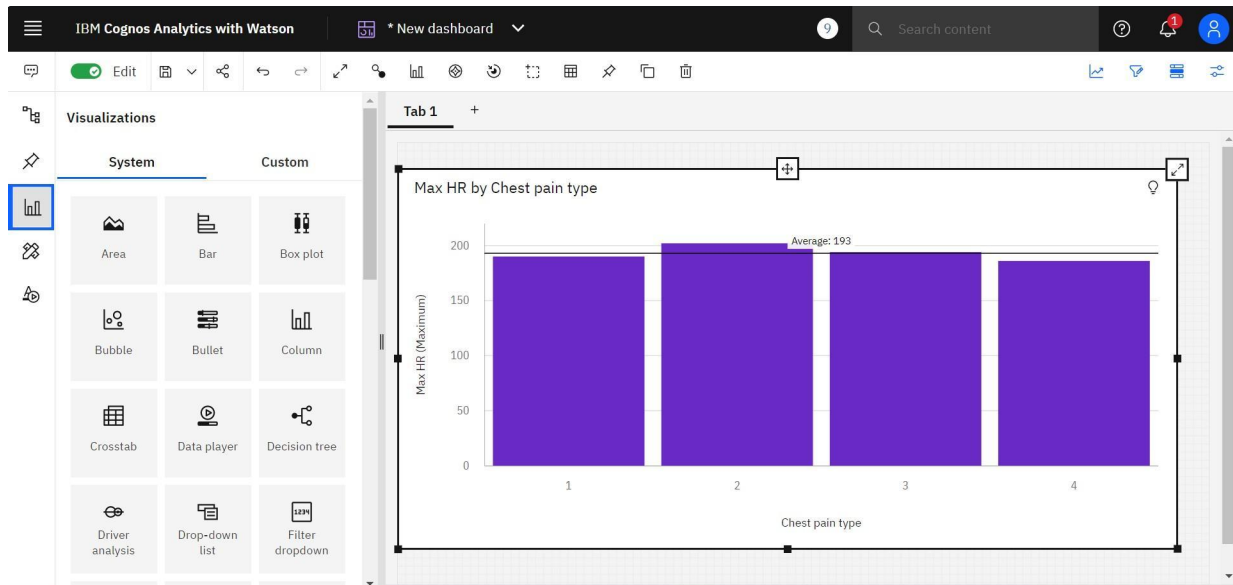 IBM Cognos Analytics with Watson
* New dashboard
9
Search content
1
Edit
Visualizations
System
Custom
Area
Bar
Box plot
Bubble
Bullet
Column
Crosstab
Data player
Decision tree
Driver
analysis
Drop-down
list
1234
Filter
dropdown
Tab 1
+
Max HR by Chest pain type
Average: 193
200
150
100
50
0
Max HR (Maximum)
1
2
3
4
Chest pain type